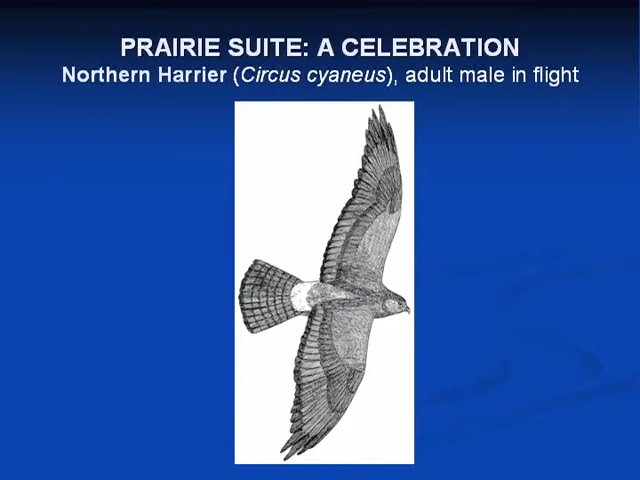 PRAIRIE SUITE: A CELEBRATION
Northern Harrier (Circus cyaneus), adult male in flight